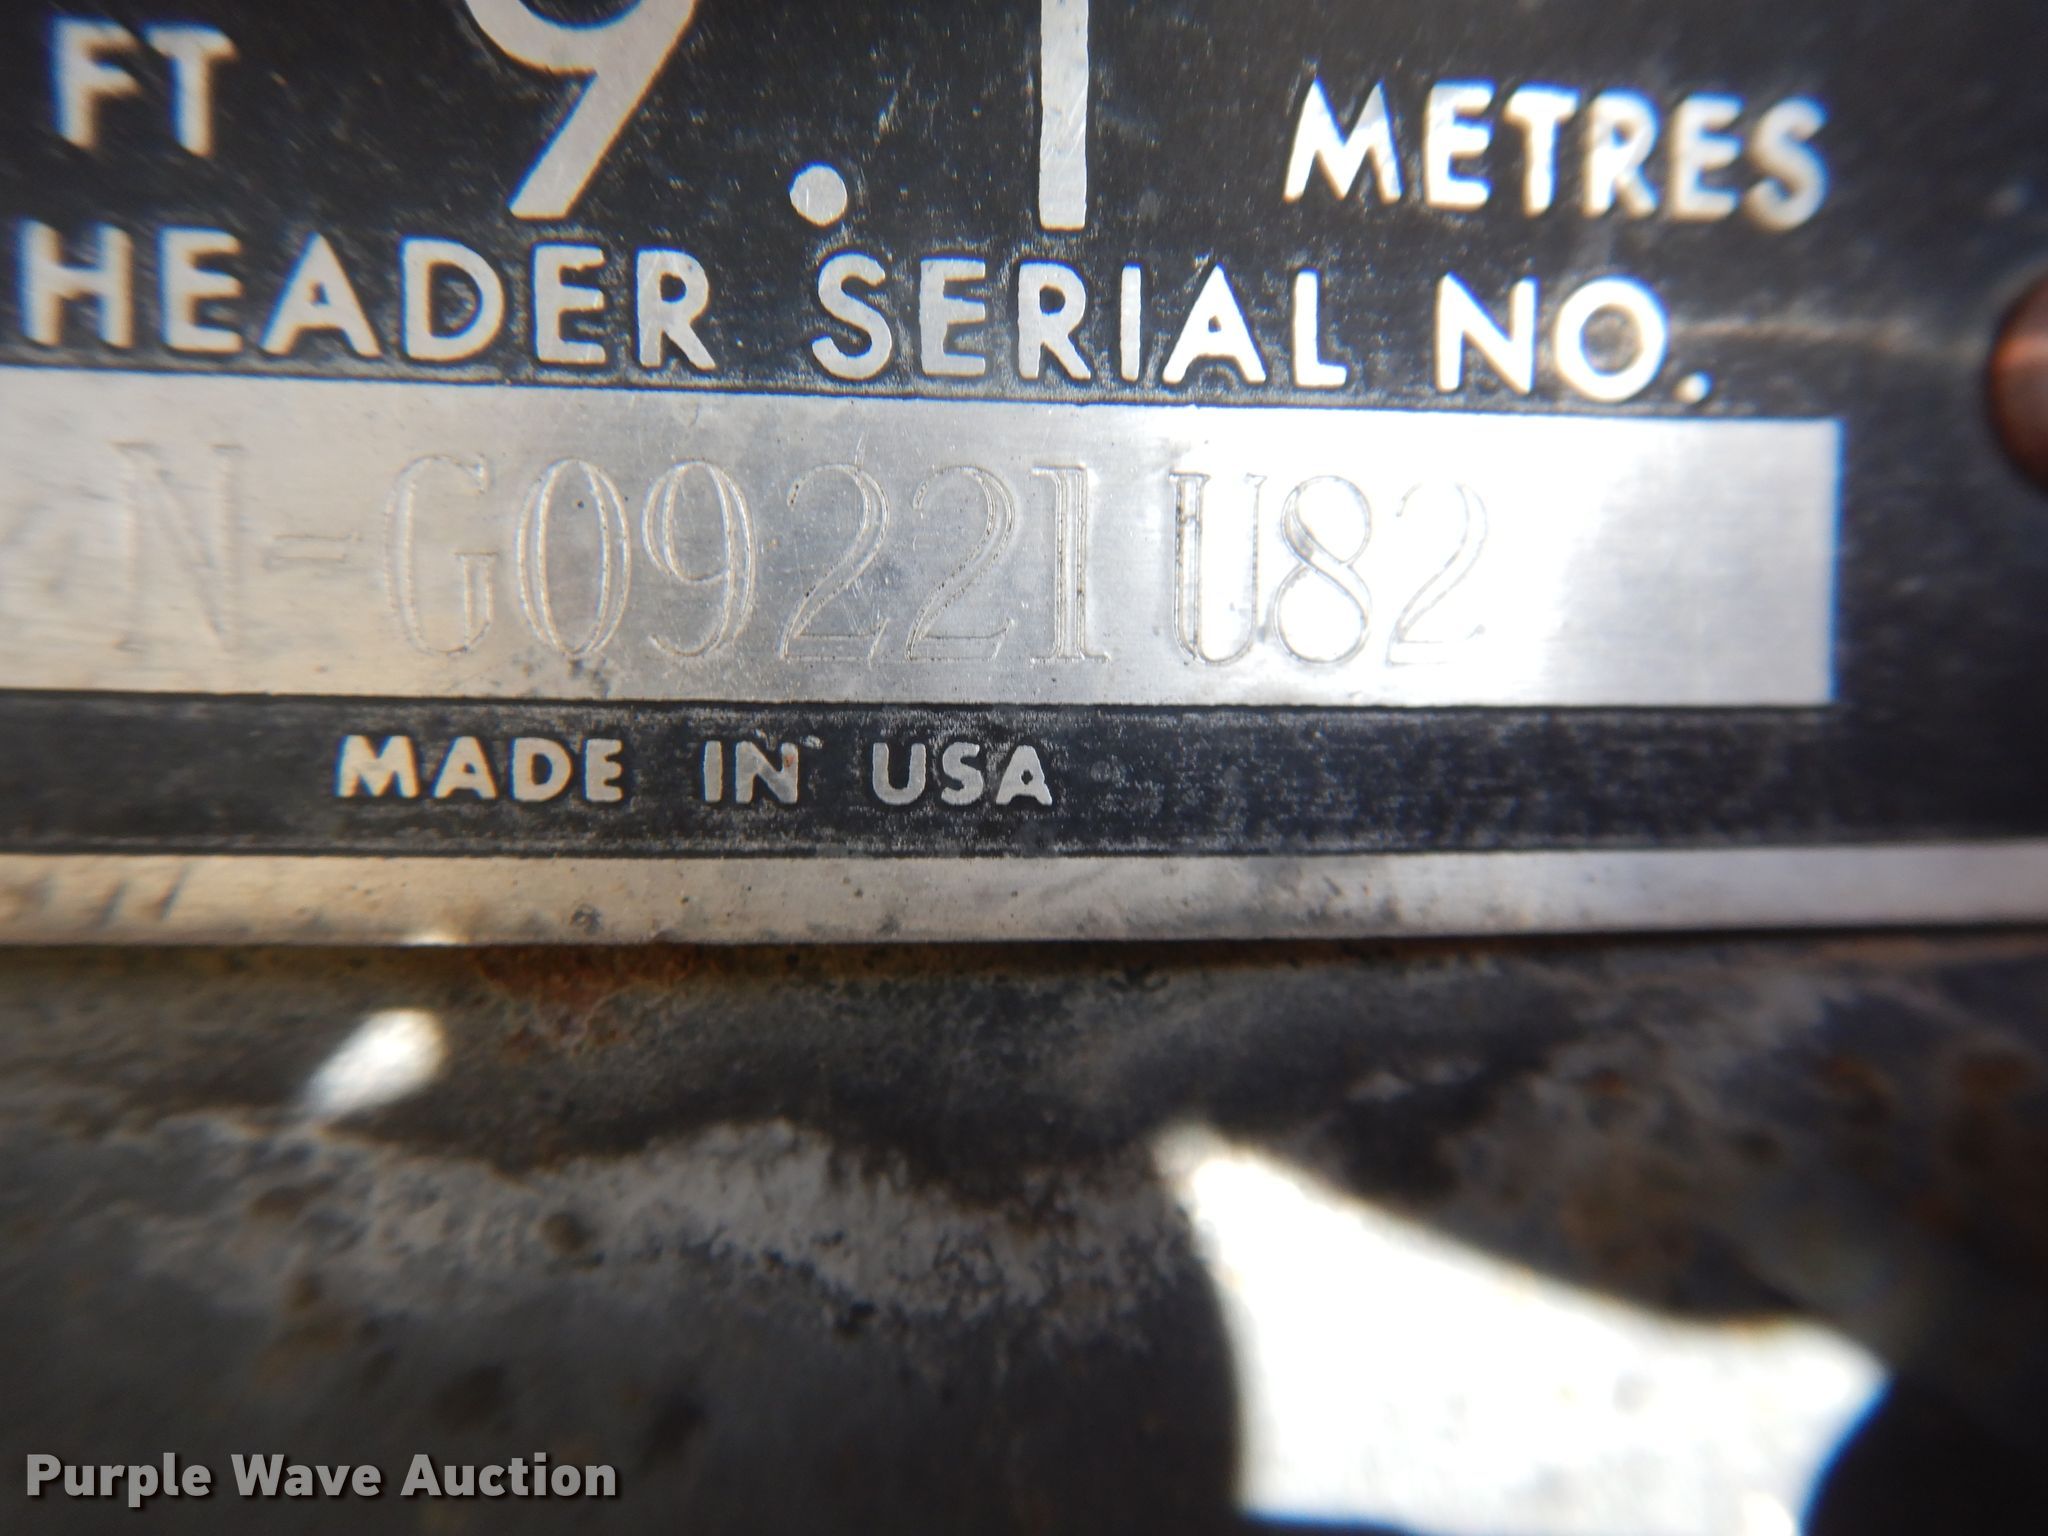 FT 9.1 METRES
HEADER SERIAL NO.
N-G09221U82
MADE IN USA
Purple Wave Auction